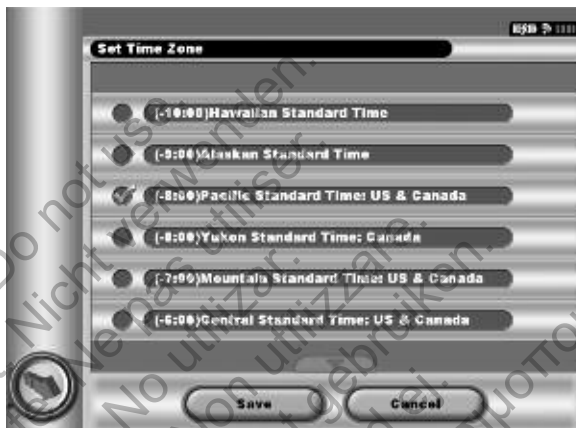 Set Time Zone
(-10:00)Hawaiian Standard Time
(-9:00)Alaskan Standard Time
(-8:00)Pacific Standard Time: US & Canada
(-8:00)Yukon Standard Time: Canada
(-7:00)Mountain Standard Time: US & Canada
(-6:00)Central Standard Time: US & Canada
Save
Cancel
Do not use.
Nicht verwenden.
Ne pas utiliser.
No utilizar.
Non utilizzare.